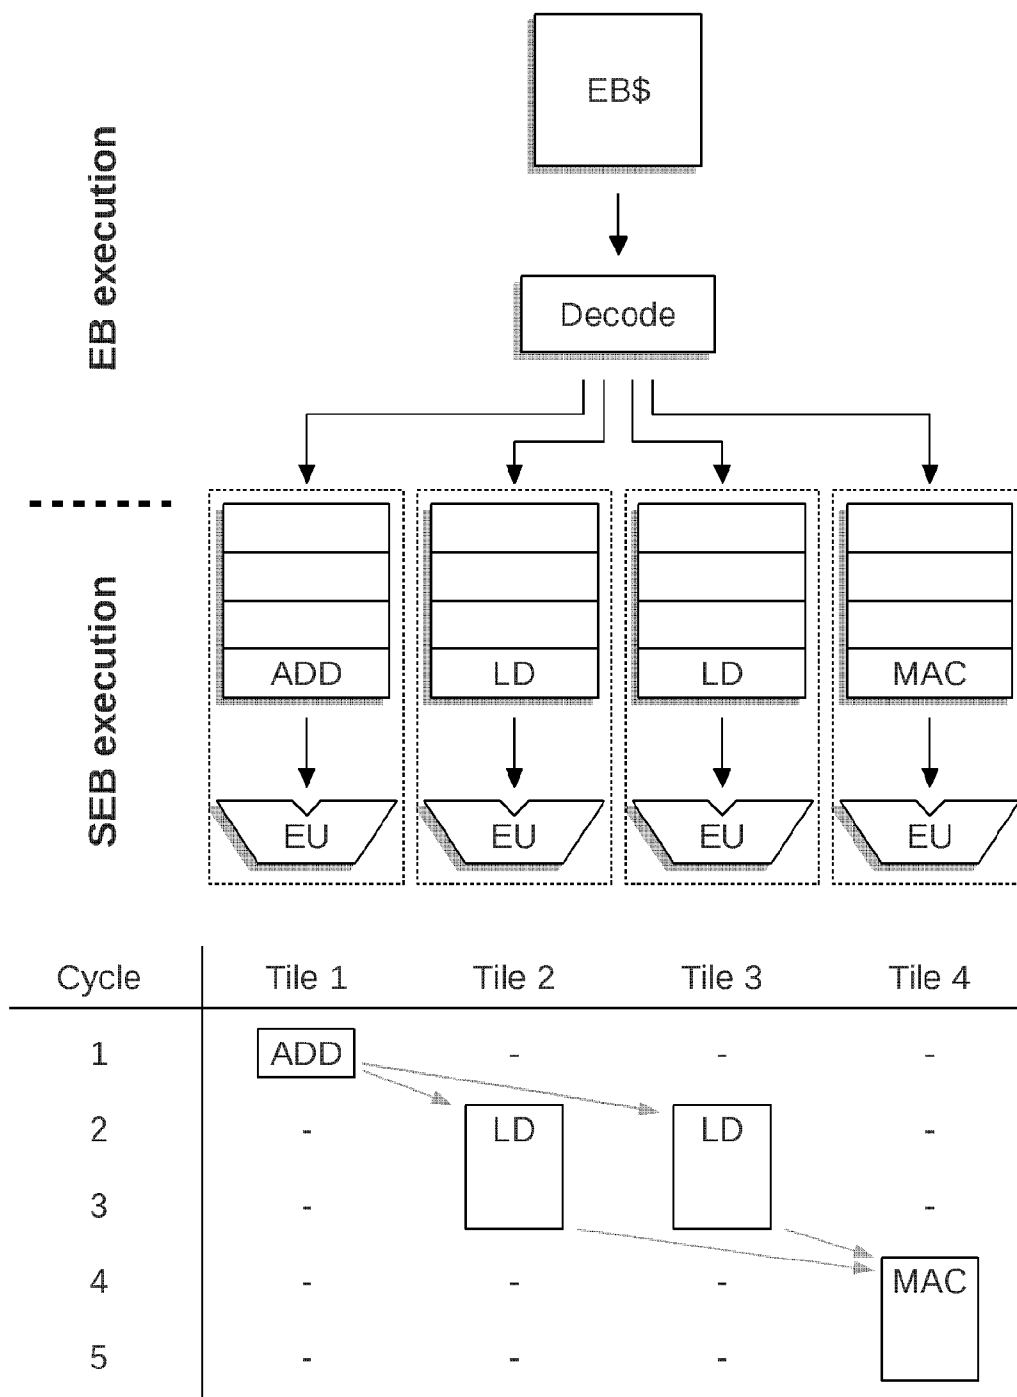 EB$
EB execution
Decode
SEB execution
ADD LD LD MAC
EU EU EU EU
Cycle Tile 1 Tile 2 Tile 3 Tile 4
1 ADD - - -
2 - LD LD -
3 - -
4 - - - MAC
5 - - -